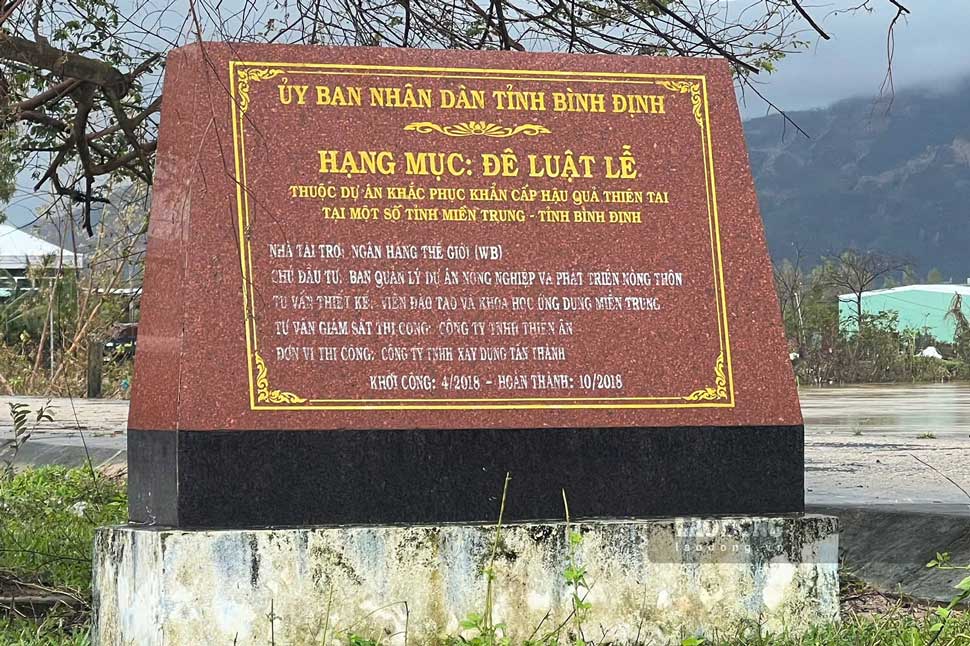 ỦY BAN NHÂN DÂN TỈNH BÌNH ĐỊNH
HẠNG MỤC: ĐÊ LUẬT LỄ
THUỘC DỰ ÁN KHẮC PHỤC KHẨN CẤP HẬU QUẢ THIÊN TAI
TẠI MỘT SỐ TỈNH MIỀN TRUNG - TỈNH BÌNH ĐỊNH
NHÀ TÀI TRỢ: NGÂN HÀNG THẾ GIỚI (WB)
CHỦ ĐẦU TƯ: BAN QUẢN LÝ DỰ ÁN NÔNG NGHIỆP VÀ PHÁT TRIỂN NÔNG THÔN
TƯ VẤN THIẾT KẾ: VIỆN ĐÀO TẠO VÀ KHOA HỌC ỨNG DỤNG MIỀN TRUNG
TƯ VẤN GIÁM SÁT THI CÔNG: CÔNG TY TNHH THIÊN ÂN
ĐƠN VỊ THI CÔNG: CÔNG TY TNHH XÂY DỰNG TÂN THÀNH
KHỞI CÔNG: 4/2018 - HOÀN THÀNH: 10/2018
laodong.vn